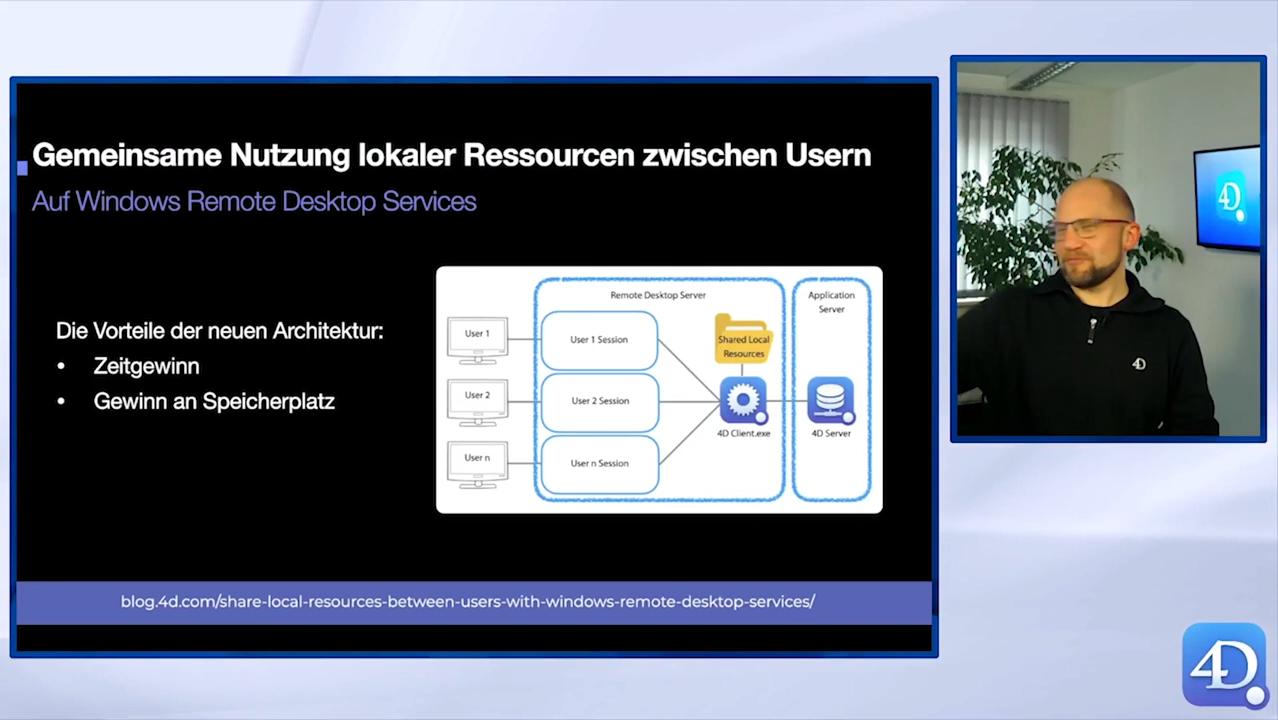 Gemeinsame Nutzung lokaler Ressourcen zwischen Usern
Auf Windows Remote Desktop Services
Die Vorteile der neuen Architektur:
• Zeitgewinn
• Gewinn an Speicherplatz
Remote Desktop Server
Application
Server
User 1
User 1 Session
Shared Local
Resources
User 2
User 2 Session
4D Client.exe
4D Server
User n
User n Session
blog.4d.com/share-local-resources-between-users-with-windows-remote-desktop-services/
4D
4D
4D